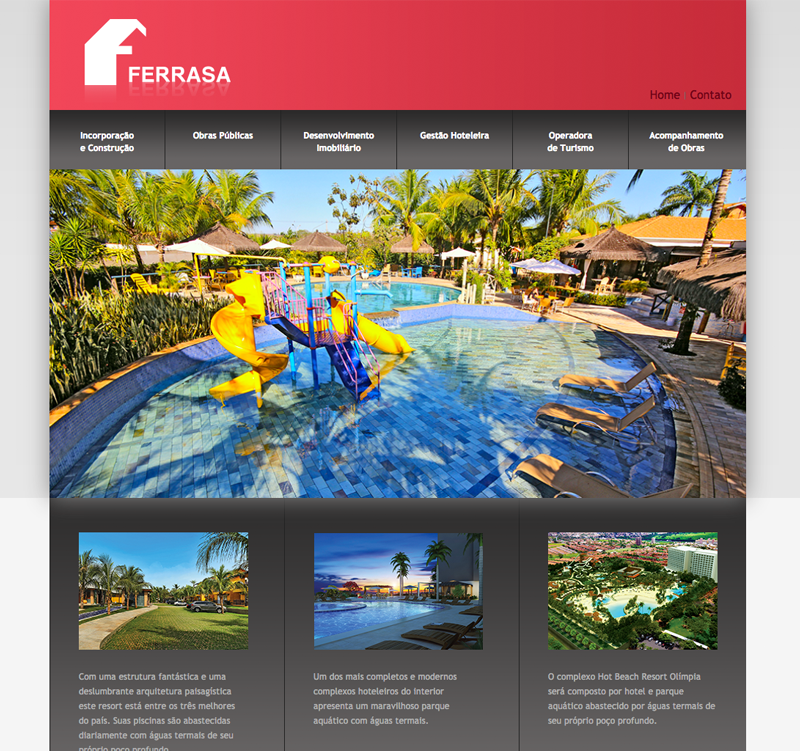 FERRASA
Home Contato
Incorporação
e Construção
Obras Públicas
Desenvolvimento
Imobiliário
Gestão Hoteleira
Operadora
de Turismo
Acompanhamento
de Obras
Com uma estrutura fantástica e uma
deslumbrante arquitetura paisagística
este resort está entre os três melhores
do país. Suas piscinas são abastecidas
diariamente com águas termais de seu
próprio poço profundo
Um dos mais completos e modernos
complexos hoteleiros do interior
apresenta um maravilhoso parque
aquático com águas termais.
O complexo Hot Beach Resort Olímpia
será composto por hotel e parque
aquático abastecido por águas termais de
seu próprio poço profundo.